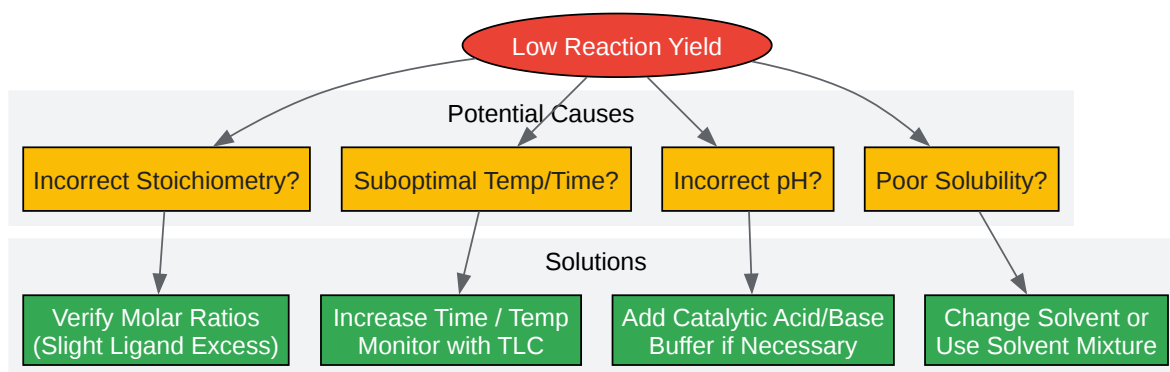 Low Reaction Yield
Potential Causes
Incorrect Stoichiometry?
Suboptimal Temp/Time?
Incorrect pH?
Poor Solubility?
Solutions
Verify Molar Ratios
(Slight Ligand Excess)
Increase Time / Temp
Monitor with TLC
Add Catalytic Acid/Base
Buffer if Necessary
Change Solvent or
Use Solvent Mixture